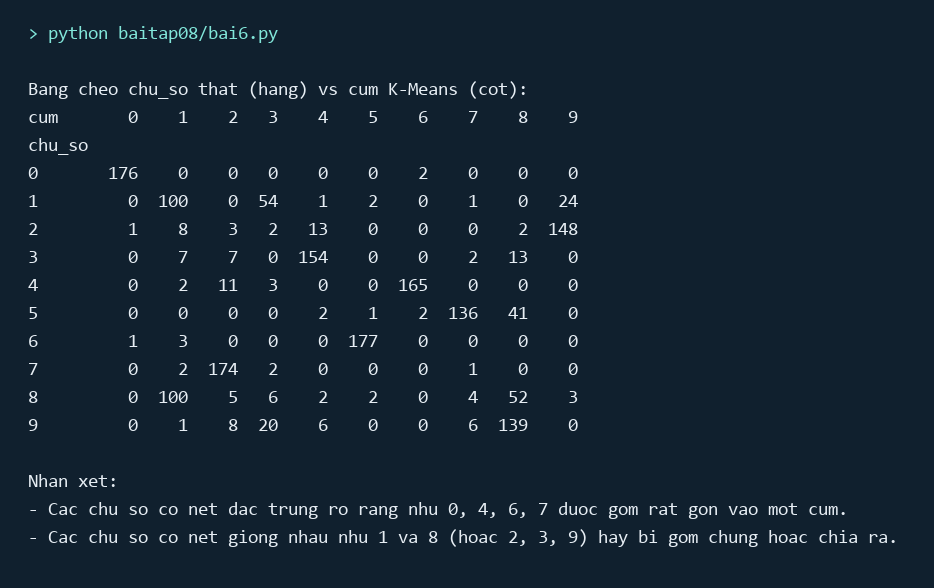 > python baitap08/bai6.py
Bang cheo chu_so that (hang) vs cum K-Means (cot):
cum       0    1    2   3    4    5    6    7    8    9
chu_so
0       176    0    0   0    0    0    2    0    0    0
1         0  100    0  54    1    2    0    1    0   24
2         1    8    3   2   13    0    0    0    2  148
3         0    7    7   0  154    0    0    2   13    0
4         0    2   11   3    0    0  165    0    0    0
5         0    0    0   0    2    1    2  136   41    0
6         1    3    0   0    0  177    0    0    0    0
7         0    2  174   2    0    0    0    1    0    0
8         0  100    5   6    2    2    0    4   52    3
9         0    1    8  20    6    0    0    6  139    0
Nhan xet:
- Cac chu so co net dac trung ro rang nhu 0, 4, 6, 7 duoc gom rat gon vao mot cum.
- Cac chu so co net giong nhau nhu 1 va 8 (hoac 2, 3, 9) hay bi gom chung hoac chia ra.